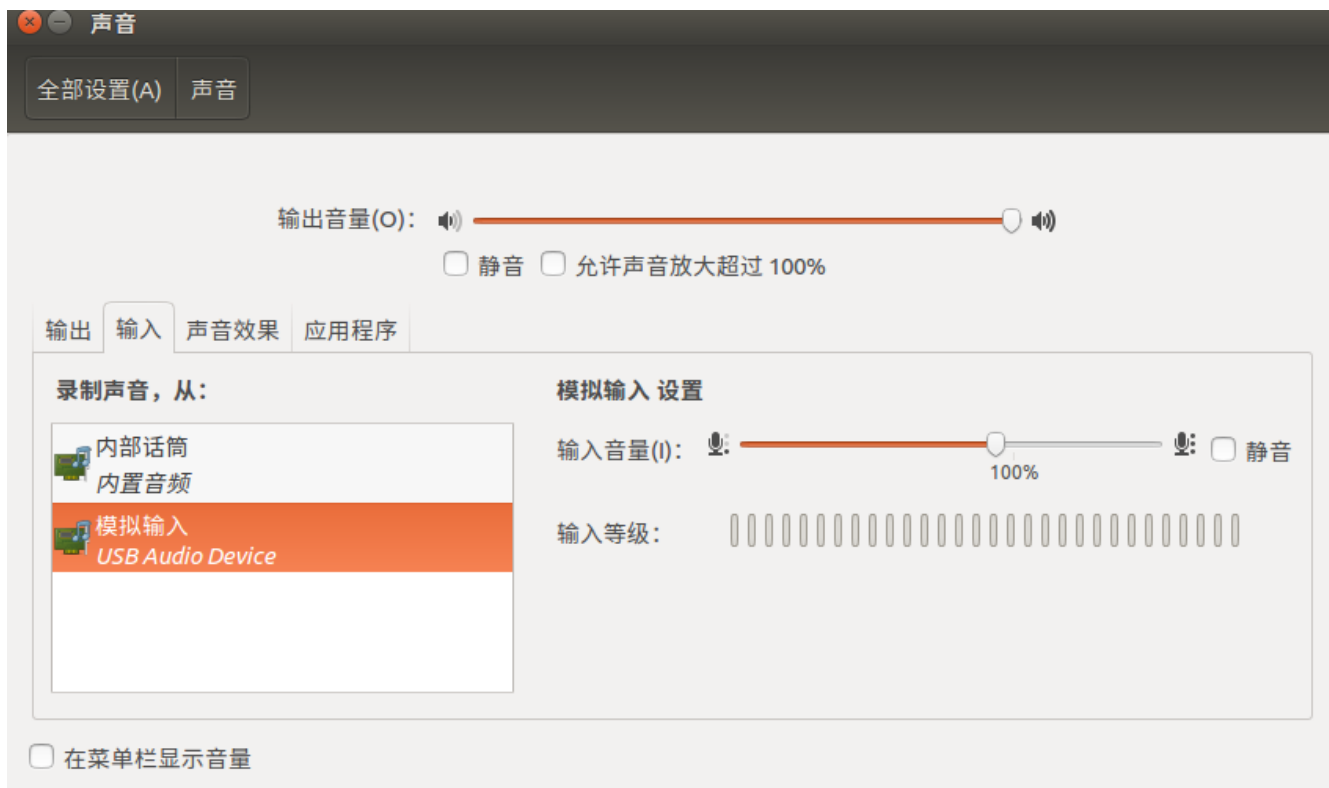 声音
全部设置(A) 声音
输出音量(O)：
静音 允许声音放大超过 100%
输出 输入 声音效果 应用程序
录制声音，从：
内部话筒
内置音频
模拟输入
USB Audio Device
模拟输入 设置
输入音量(I)： 静音
100%
输入等级：
在菜单栏显示音量